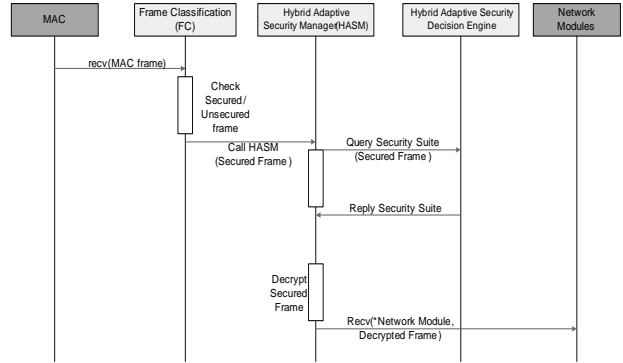 MAC
Frame Classification
(FC)
Hybrid Adaptive
Security Manager(HASM)
Hybrid Adaptive Security
Decision Engine
Network
Modules
recv(MAC frame)
Check
Secured/
Unsecured
frame
Call HASM
(Secured Frame)
Query Security Suite
(Secured Frame)
Reply Security Suite
Decrypt
Secured
Frame
Recv(*Network Module,
Decrypted Frame)